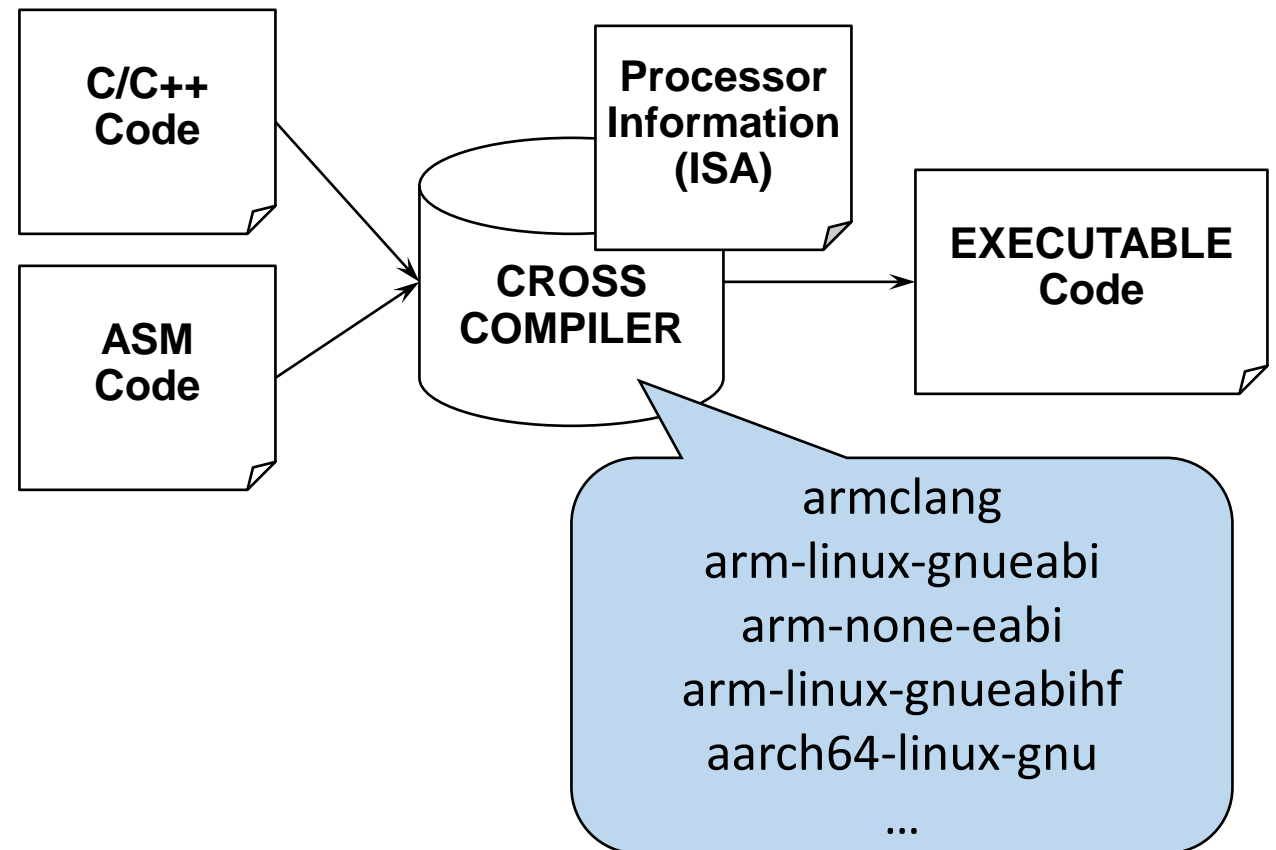 C/C++
Code
ASM
Code
Processor
Information
(ISA)
CROSS
COMPILER
EXECUTABLE
Code
armclang
arm-linux-gnueabi
arm-none-eabi
arm-linux-gnueabihf
aarch64-linux-gnu
...